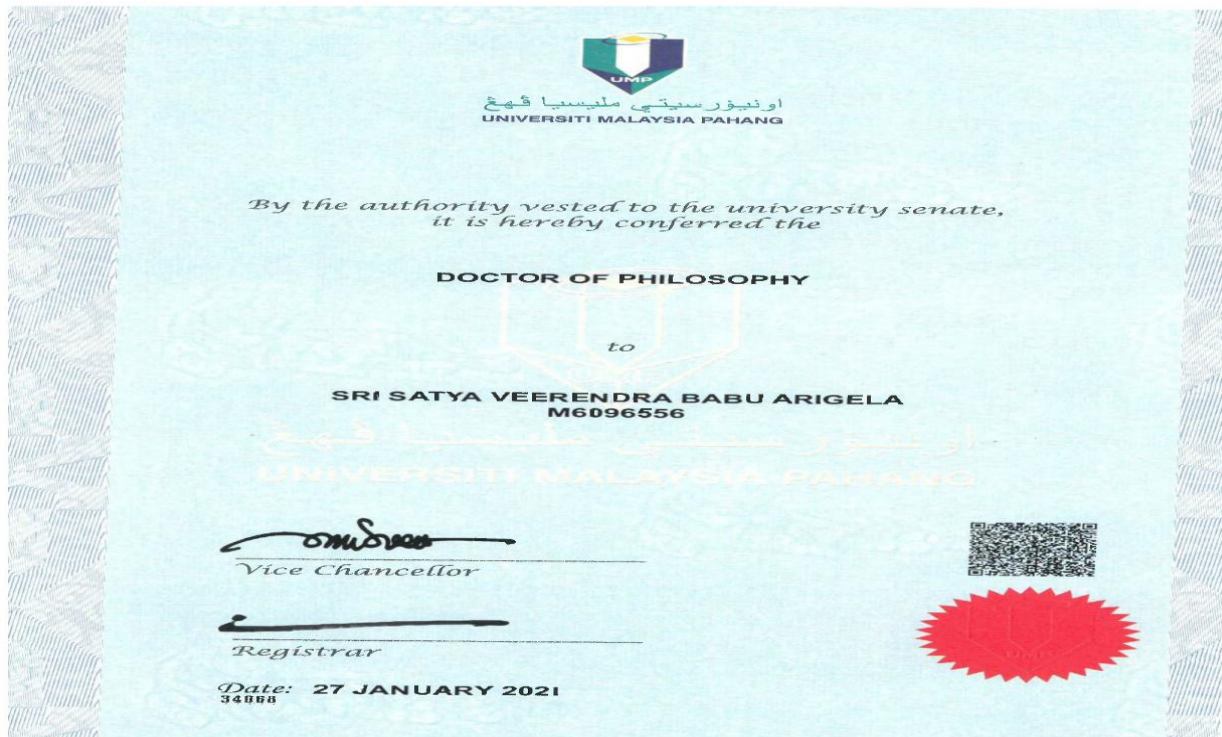 UMP
اونيۏرسيتي مليسيا ڤهڠ
UNIVERSITI MALAYSIA PAHANG
By the authority vested to the university senate,
it is hereby conferred the
DOCTOR OF PHILOSOPHY
to
SRI SATYA VEERENDRA BABU ARIGELA
M6096556
اونيۏرسيتي مليسيا ڤهڠ
UNIVERSITI MALAYSIA PAHANG
Vice Chancellor
Registrar
UMP
Date: 27 JANUARY 2021